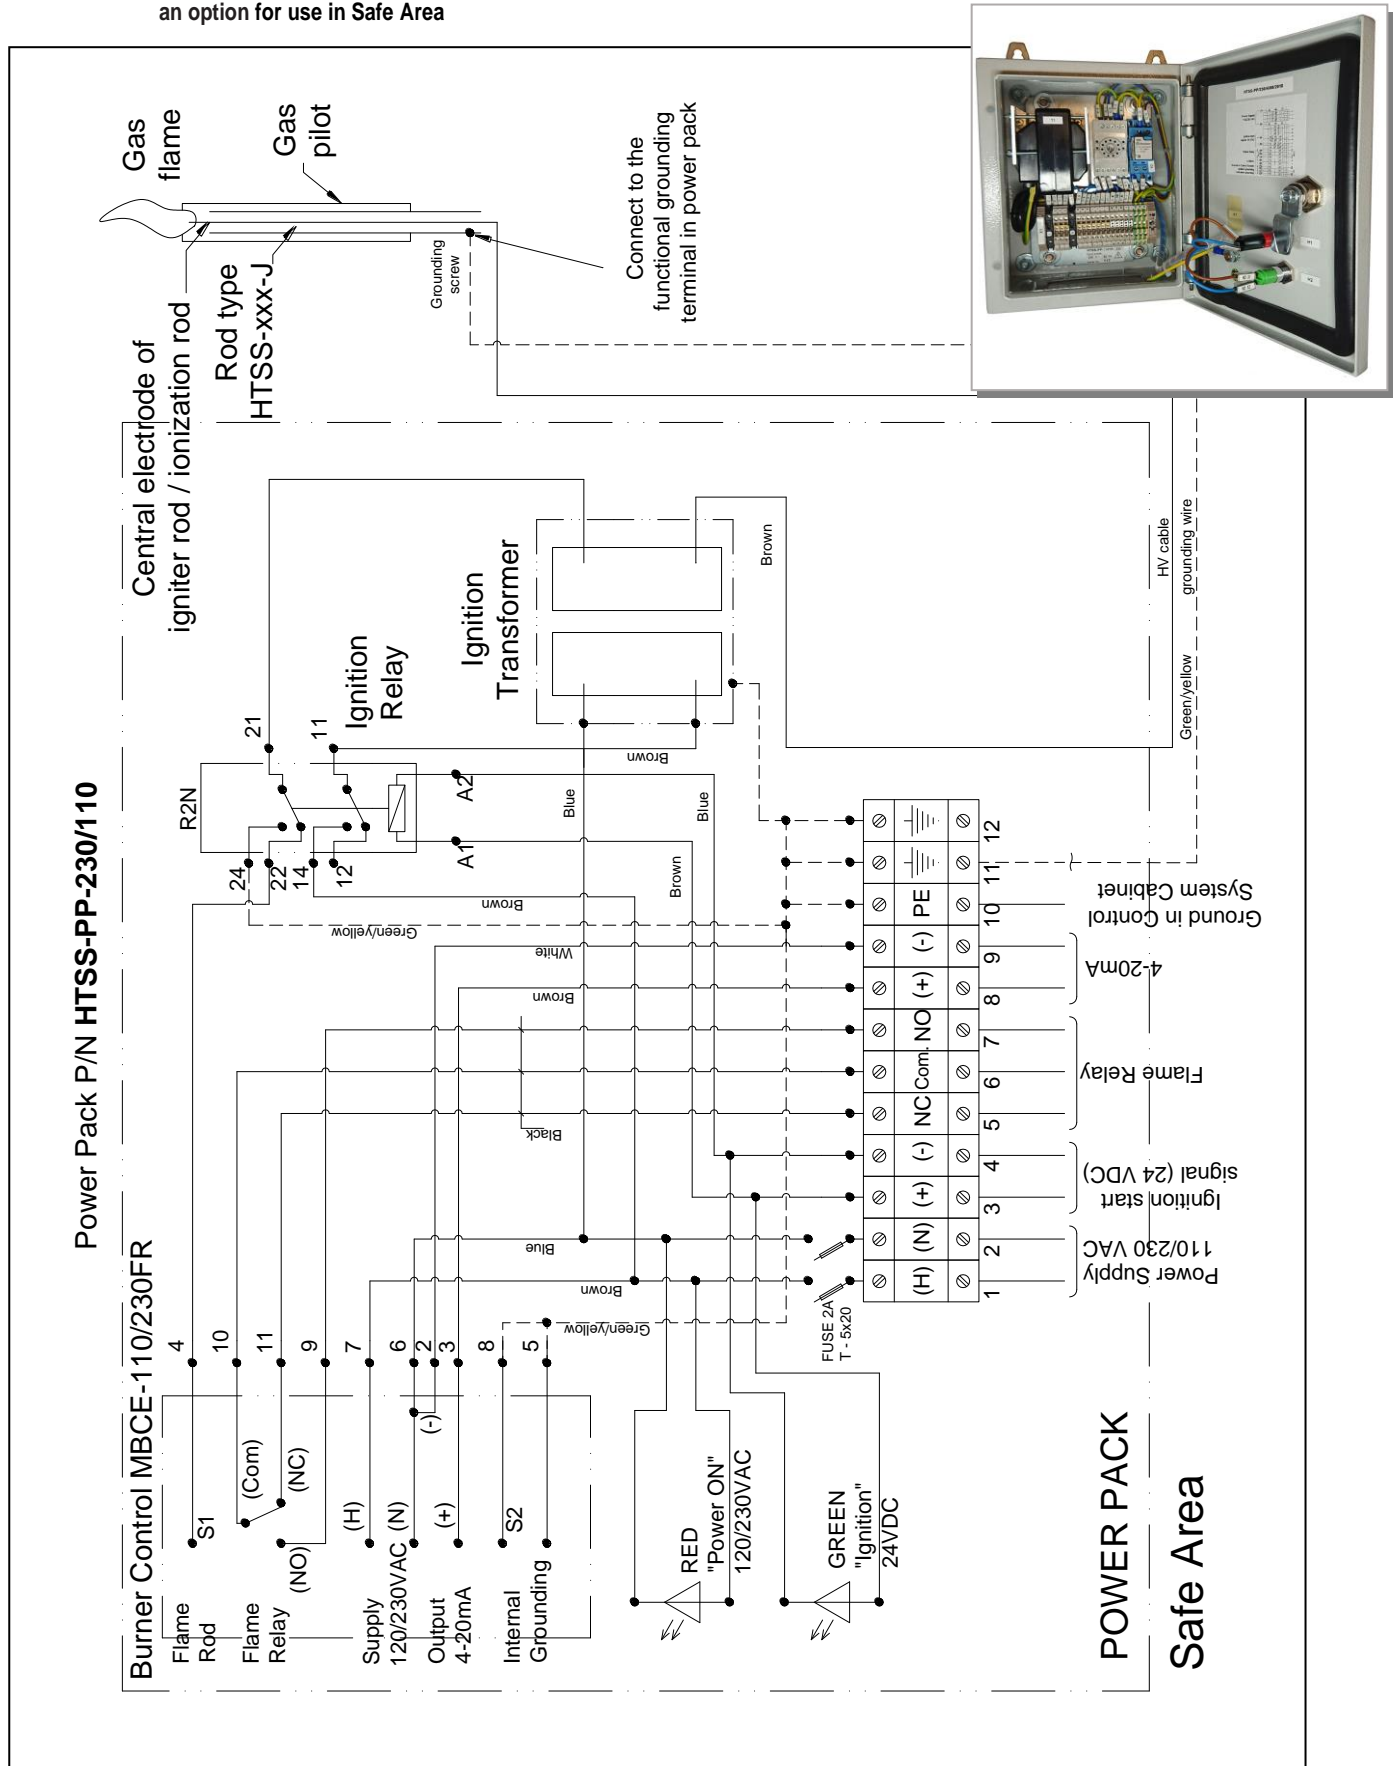 an option for use in Safe Area
Power Pack P/N HTSS-PP-230/110
Gas
flame
Gas
pilot
Central electrode of
igniter rod / ionization rod
Rod type
HTSS-xxx-J
Grounding
screw
Connect to the
functional grounding
terminal in power pack
Ignition
Relay
R2N
21
11
24
22
14
12
A1
A2
Ignition
Transformer
Brown
Brown
Blue
Blue
Brown
Brown
Green/yellow
White
Brown
Black
Blue
Brown
Green/yellow
HV cable
grounding wire
Green/yellow
Burner Control MBCE-110/230FR
4
10
11
9
7
6
2
3
8
5
S1
(Com)
(NC)
(NO)
(H)
(N)
(-)
(+)
S2
Flame
Rod
Flame
Relay
Supply
120/230VAC
Output
4-20mA
Internal
Grounding
RED
"Power ON"
120/230VAC
GREEN
"Ignition"
24VDC
FUSE 2A
T - 5x20
(H)
(N)
(+)
(-)
NC
Com.
NO
(+)
(-)
PE
1
2
3
4
5
6
7
8
9
10
11
12
Power Supply
110/230 VAC
Ignition start
signal (24 VDC)
Flame Relay
4-20mA
Ground in Control
System Cabinet
POWER PACK
Safe Area